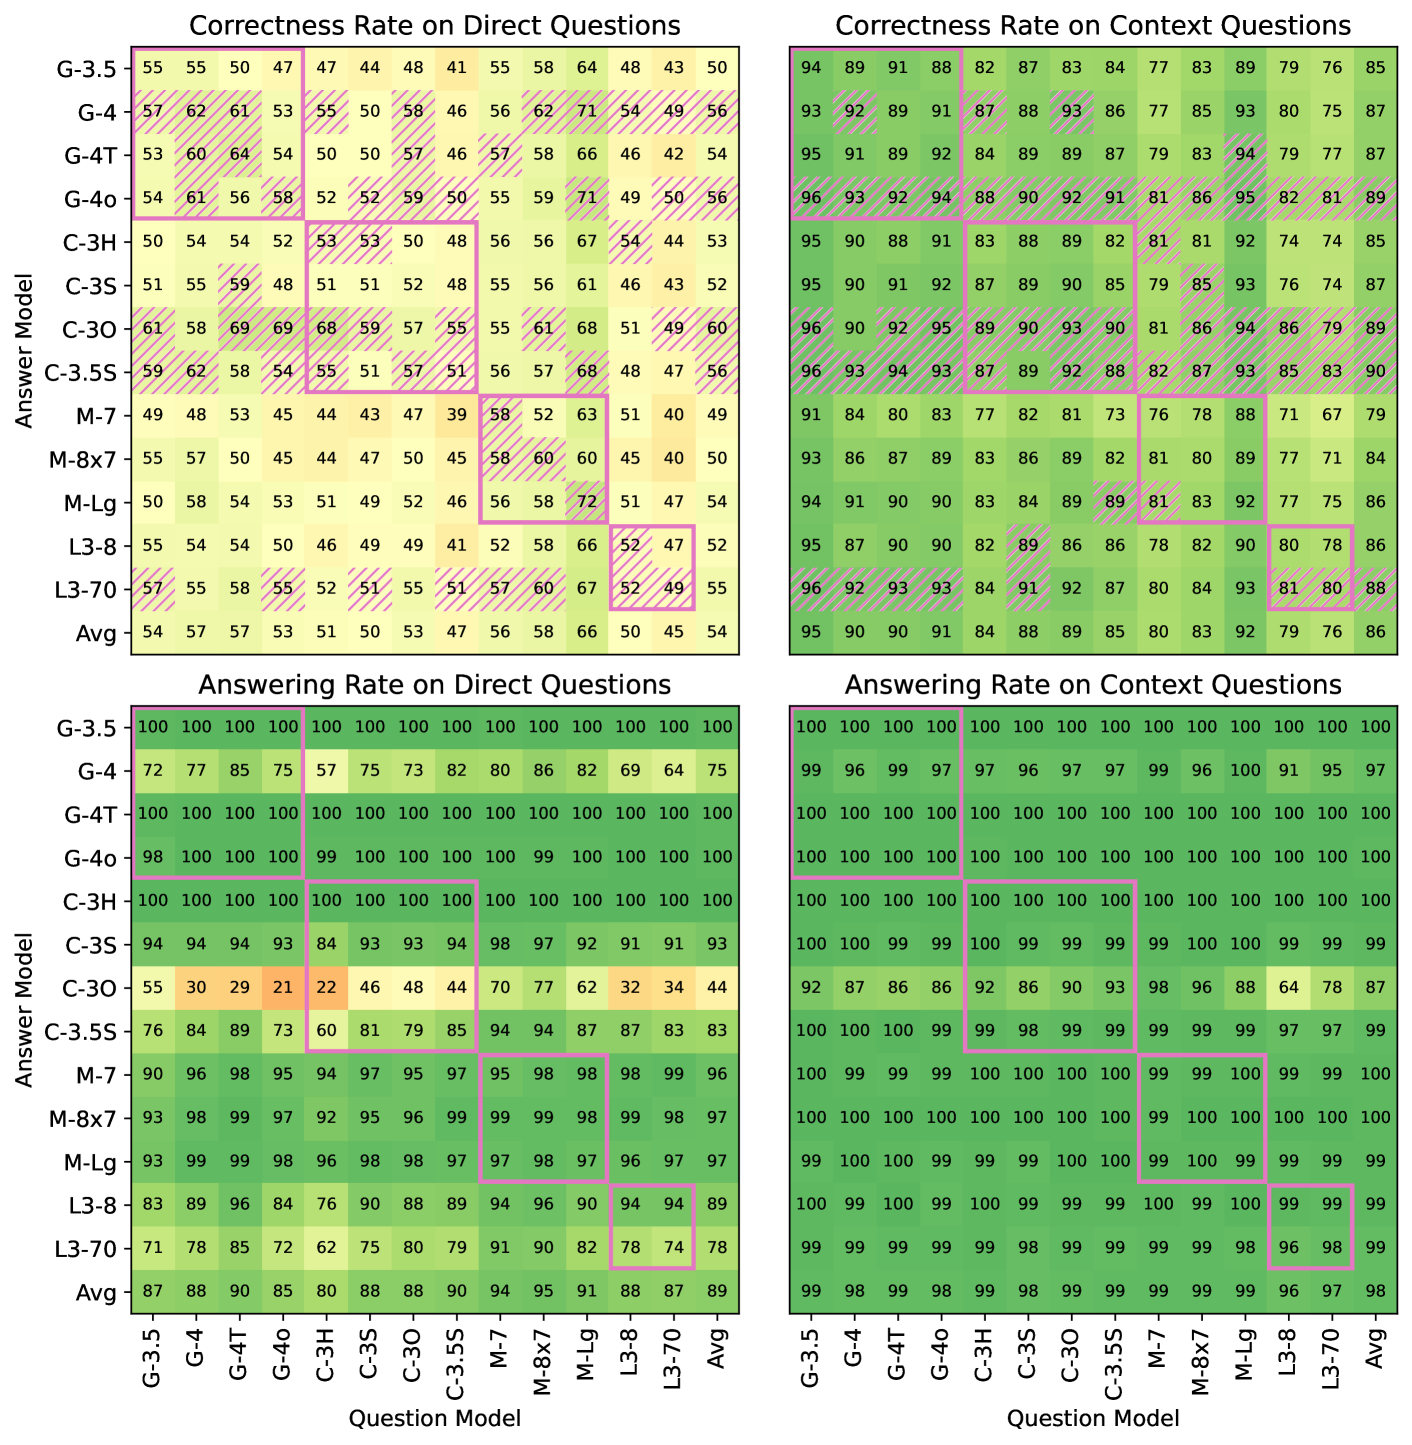 Correctness Rate on Direct Questions
Answer Model
G-3.5 55 55 50 47 47 44 48 41 55 58 64 48 43 50
G-4 57 62 61 53 55 50 58 46 56 62 71 54 49 56
G-4T 53 60 64 54 50 50 57 46 57 58 66 46 42 54
G-4o 54 61 56 58 52 52 59 50 55 59 71 49 50 56
C-3H 50 54 54 52 53 53 50 48 56 56 67 54 44 53
C-3S 51 55 59 48 51 51 52 48 55 56 61 46 43 52
C-3O 61 58 69 69 68 59 57 55 55 61 68 51 49 60
C-3.5S 59 62 58 54 55 51 57 51 56 57 68 48 47 56
M-7 49 48 53 45 44 43 47 39 58 52 63 51 40 49
M-8x7 55 57 50 45 44 47 50 45 58 60 60 45 40 50
M-Lg 50 58 54 53 51 49 52 46 56 58 72 51 47 54
L3-8 55 54 54 50 46 49 49 41 52 58 66 52 47 52
L3-70 57 55 58 55 52 51 55 51 57 60 67 52 49 55
Avg 54 57 57 53 51 50 53 47 56 58 66 50 45 54
Correctness Rate on Context Questions
94 89 91 88 82 87 83 84 77 83 89 79 76 85
93 92 89 91 87 88 93 86 77 85 93 80 75 87
95 91 89 92 84 89 89 87 79 83 94 79 77 87
96 93 92 94 88 90 92 91 81 86 95 82 81 89
95 90 88 91 83 88 89 82 81 81 92 74 74 85
95 90 91 92 87 89 90 85 79 85 93 76 74 87
96 90 92 95 89 90 93 90 81 86 94 86 79 89
96 93 94 93 87 89 92 88 82 87 93 85 83 90
91 84 80 83 77 82 81 73 76 78 88 71 67 79
93 86 87 89 83 86 89 82 81 80 89 77 71 84
94 91 90 90 83 84 89 89 81 83 92 77 75 86
95 87 90 90 82 89 86 86 78 82 90 80 78 86
96 92 93 93 84 91 92 87 80 84 93 81 80 88
95 90 90 91 84 88 89 85 80 83 92 79 76 86
Answering Rate on Direct Questions
Answer Model
G-3.5 100 100 100 100 100 100 100 100 100 100 100 100 100 100
G-4 72 77 85 75 57 75 73 82 80 86 82 69 64 75
G-4T 100 100 100 100 100 100 100 100 100 100 100 100 100 100
G-4o 98 100 100 100 99 100 100 100 100 99 100 100 100 100
C-3H 100 100 100 100 100 100 100 100 100 100 100 100 100 100
C-3S 94 94 94 93 84 93 93 94 98 97 92 91 91 93
C-3O 55 30 29 21 22 46 48 44 70 77 62 32 34 44
C-3.5S 76 84 89 73 60 81 79 85 94 94 87 87 83 83
M-7 90 96 98 95 94 97 95 97 95 98 98 98 99 96
M-8x7 93 98 99 97 92 95 96 99 99 99 98 99 98 97
M-Lg 93 99 99 98 96 98 98 97 97 98 97 96 97 97
L3-8 83 89 96 84 76 90 88 89 94 96 90 94 94 89
L3-70 71 78 85 72 62 75 80 79 91 90 82 78 74 78
Avg 87 88 90 85 80 88 88 90 94 95 91 88 87 89
G-3.5 G-4 G-4T G-4o C-3H C-3S C-3O C-3.5S M-7 M-8x7 M-Lg L3-8 L3-70 Avg
Question Model
Answering Rate on Context Questions
100 100 100 100 100 100 100 100 100 100 100 100 100 100
99 96 99 97 97 96 97 97 99 96 100 91 95 97
100 100 100 100 100 100 100 100 100 100 100 100 100 100
100 100 100 100 100 100 100 100 100 100 100 100 100 100
100 100 100 100 100 100 100 100 100 100 100 100 100 100
100 100 99 99 100 99 99 99 99 100 100 99 99 99
92 87 86 86 92 86 90 93 98 96 88 64 78 87
100 100 100 99 99 98 99 99 99 99 99 97 97 99
100 99 99 99 100 100 100 100 99 99 100 99 99 100
100 100 100 100 100 100 100 100 99 100 100 100 100 100
99 100 100 99 99 99 100 100 99 100 99 99 99 99
100 99 100 99 100 99 99 99 100 100 99 99 99 99
99 99 99 99 99 98 99 99 99 99 98 96 98 99
99 98 99 98 99 98 99 99 99 99 99 96 97 98
G-3.5 G-4 G-4T G-4o C-3H C-3S C-3O C-3.5S M-7 M-8x7 M-Lg L3-8 L3-70 Avg
Question Model